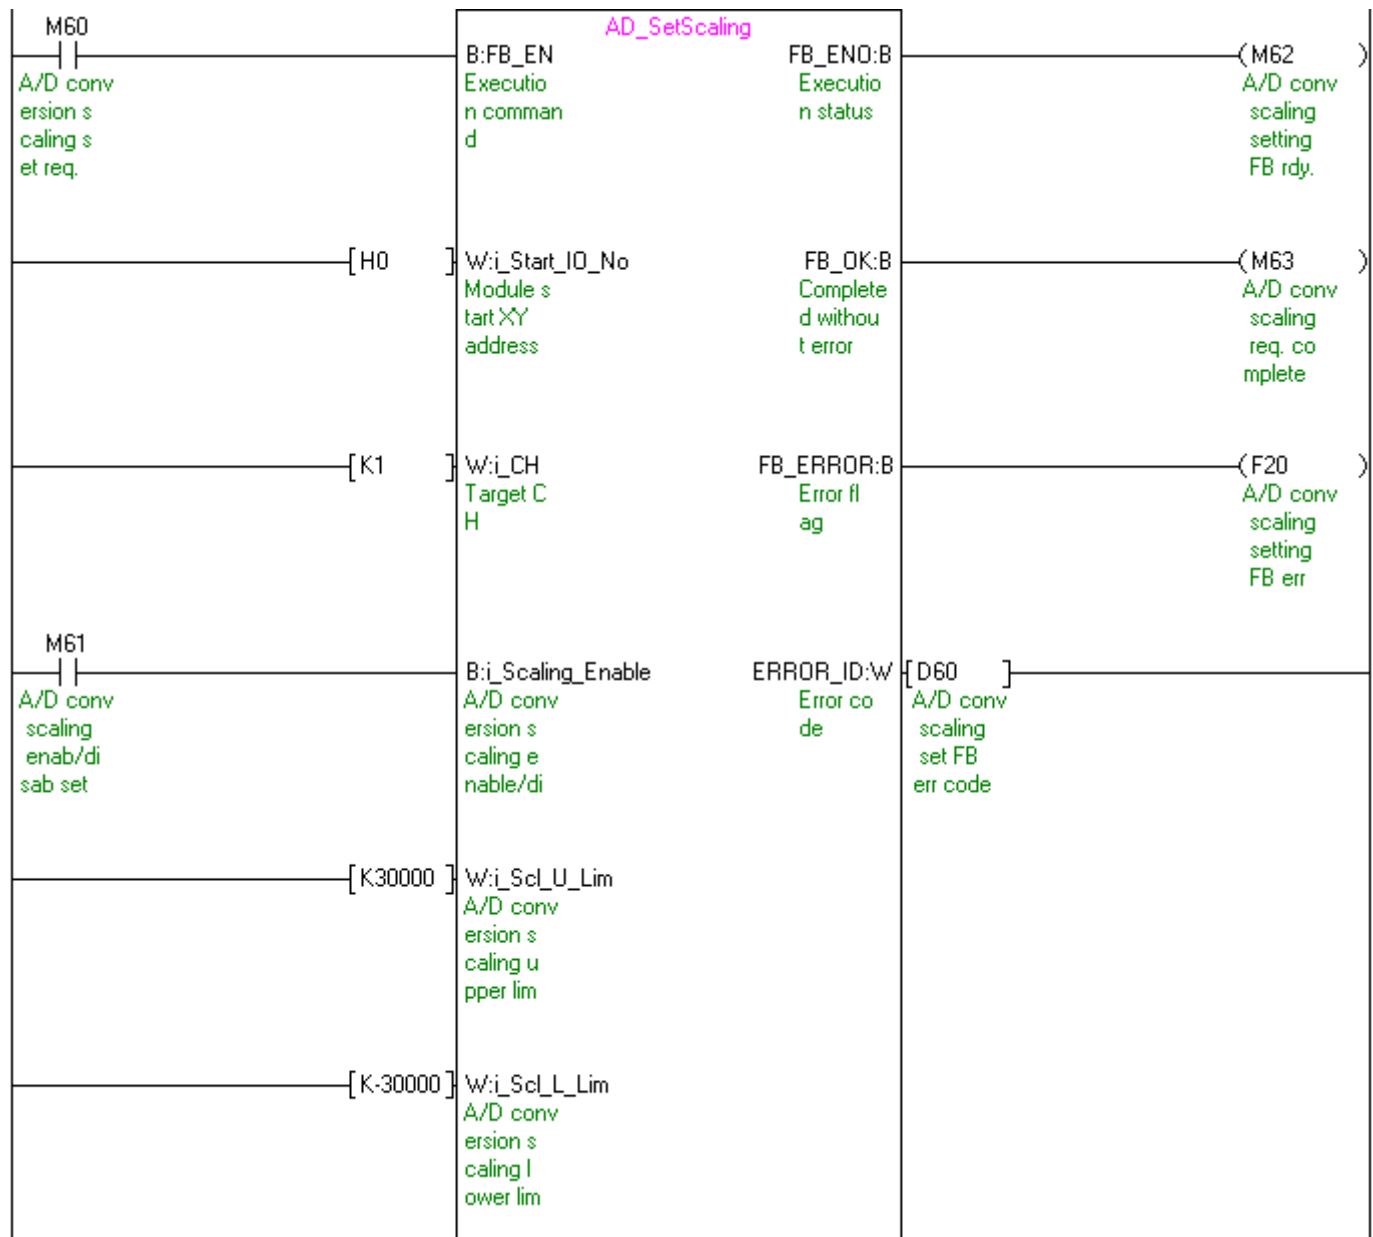 M60
AD_SetScaling
B:FB_EN
FB_ENO:B
(M62 )
A/D conv
ersion s
caling s
et req.
Executio
n comman
d
Executio
n status
A/D conv
scaling
setting
FB rdy.
[H0 ]
W:i_Start_IO_No
FB_OK:B
(M63 )
Module s
tart XY
address
Complete
d withou
t error
A/D conv
scaling
req. co
mplete
[K1 ]
W:i_CH
FB_ERROR:B
(F20 )
Target C
H
Error fl
ag
A/D conv
scaling
setting
FB err
M61
B:i_Scaling_Enable
ERROR_ID:W
[D60 ]
A/D conv
scaling
enab/di
sab set
A/D conv
ersion s
caling e
nable/di
Error co
de
A/D conv
scaling
set FB
err code
[K30000 ]
W:i_Scl_U_Lim
A/D conv
ersion s
caling u
pper lim
[K-30000 ]
W:i_Scl_L_Lim
A/D conv
ersion s
caling l
ower lim